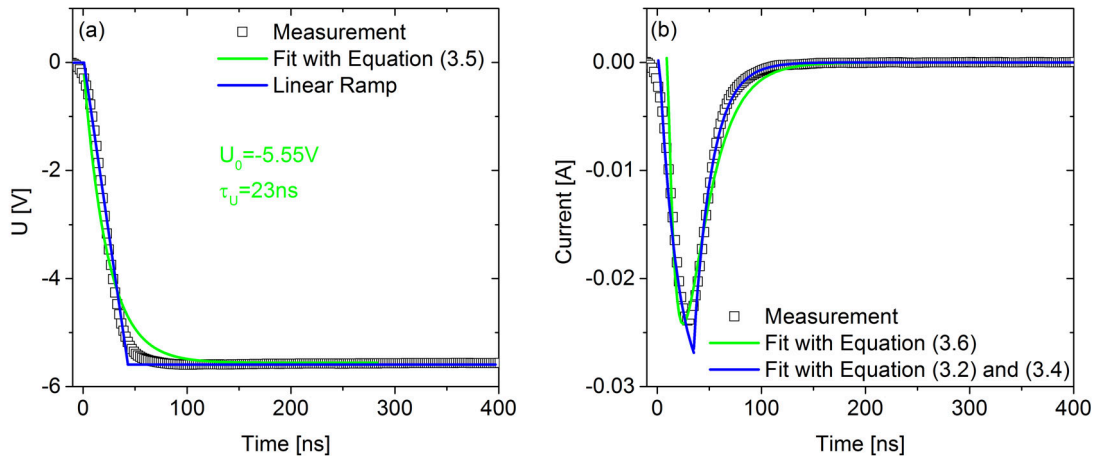 (a)
Measurement
Fit with Equation (3.5)
Linear Ramp
U₀=-5.55V
τ_U=23ns
0
-2
-4
-6
U [V]
0 100 200 300 400
Time [ns]
(b)
0.00
-0.01
-0.02
-0.03
Current [A]
Measurement
Fit with Equation (3.6)
Fit with Equation (3.2) and (3.4)
0 100 200 300 400
Time [ns]